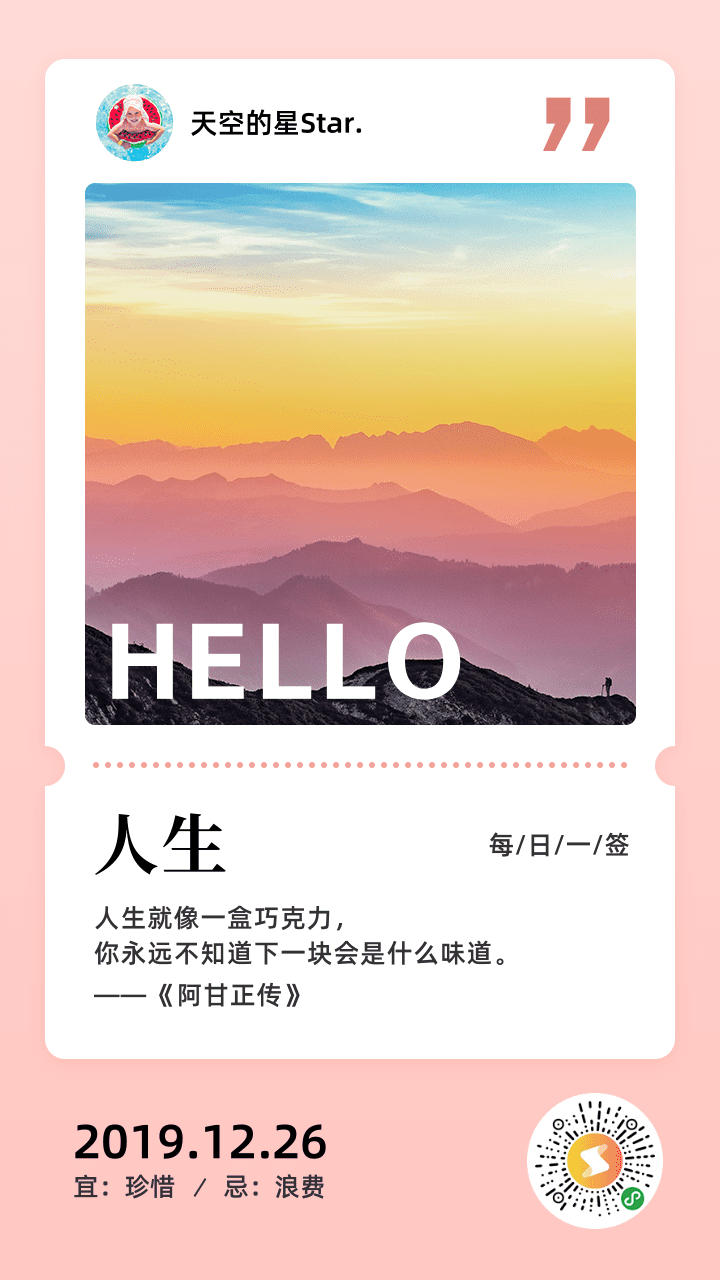 天空的星Star.
HELLO
人生
每/日/一/签
人生就像一盒巧克力，
你永远不知道下一块会是什么味道。
——《阿甘正传》
2019.12.26
宜：珍惜 / 忌：浪费